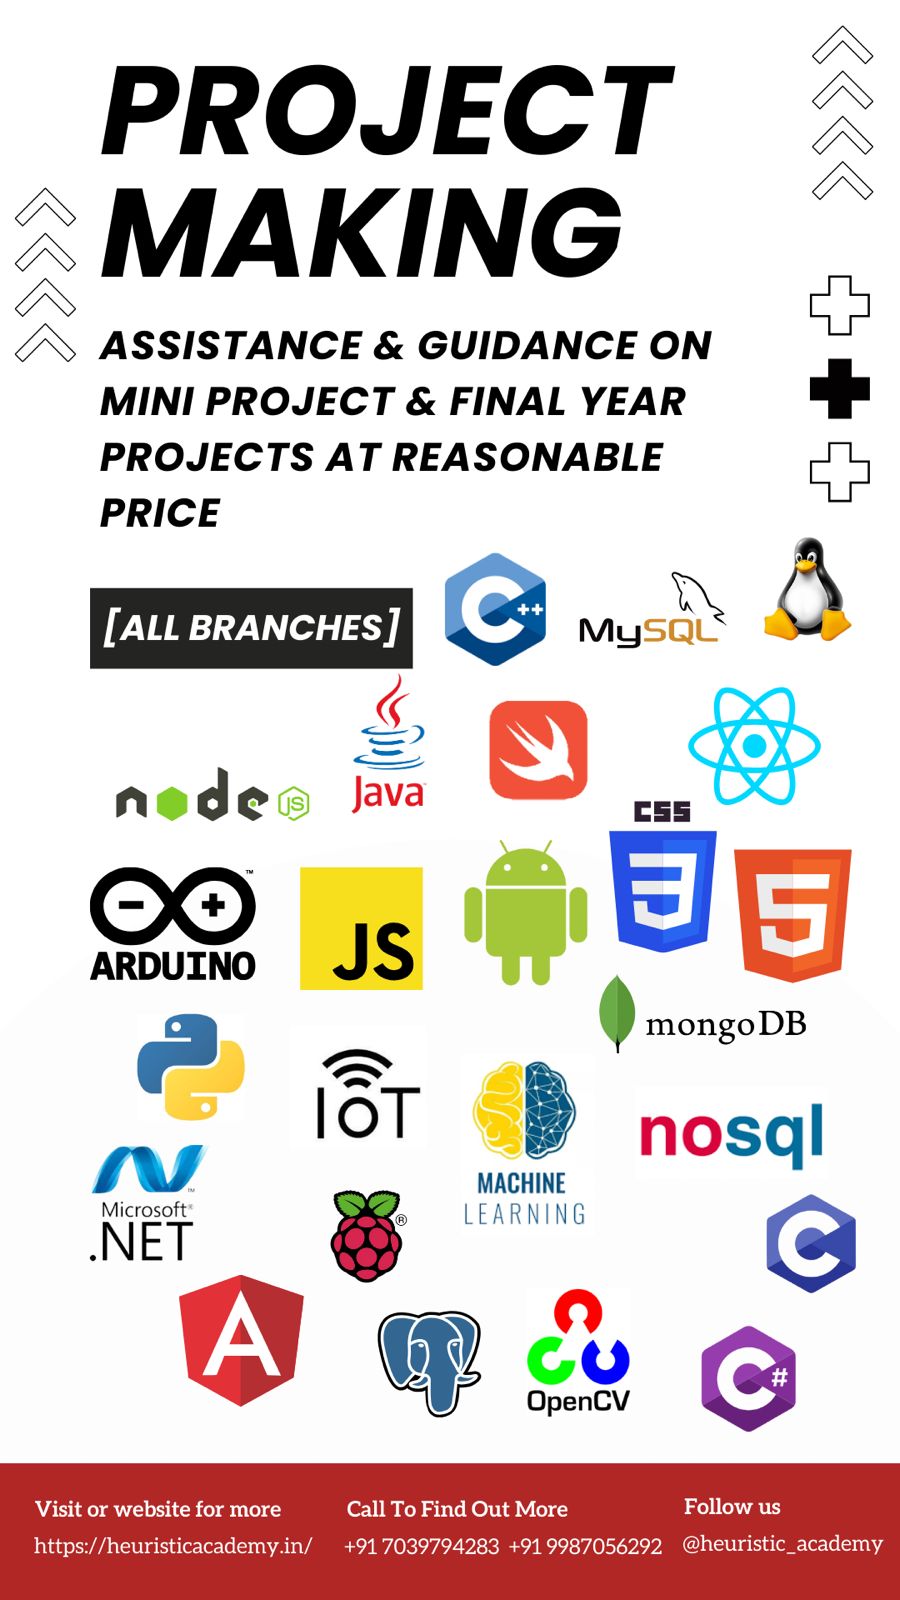 PROJECT
MAKING
ASSISTANCE & GUIDANCE ON
MINI PROJECT & FINAL YEAR
PROJECTS AT REASONABLE
PRICE
[ALL BRANCHES]
C++
MySQL
node JS
Java
CSS
3
5
ARDUINO
JS
mongoDB
IoT
MACHINE
LEARNING
nosql
Microsoft®
.NET
C
A
OpenCV
C#
Visit or website for more
https://heuristicacademy.in/
Call To Find Out More
+91 7039794283 +91 9987056292
Follow us
@heuristic_academy